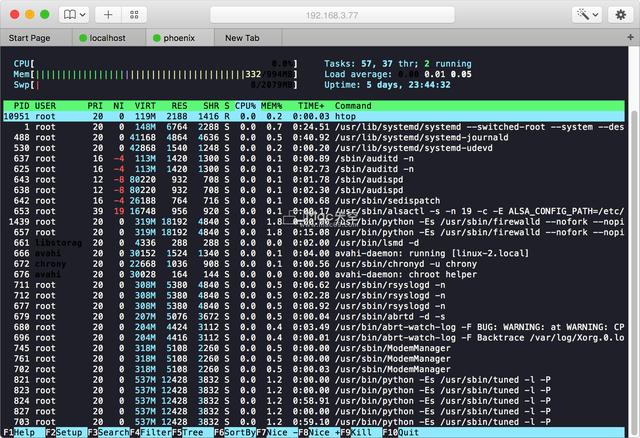 192.168.3.77
Start Page localhost phoenix New Tab
CPU[ 0.0%] Tasks: 57, 37 thr; 2 running
Mem[||||||||||||||||||||||||||||||||||||||||332/994MB] Load average: 0.00 0.01 0.05
Swp[| 0/2079MB] Uptime: 5 days, 23:44:32
PID USER PRI NI VIRT RES SHR S CPU% MEM% TIME+ Command
10951 root 20 0 119M 2188 1416 R 0.0 0.2 0:00.03 htop
1 root 20 0 148M 6764 2288 S 0.0 0.7 0:24.51 /usr/lib/systemd/systemd --switched-root --system --des
488 root 20 0 41168 4864 4536 S 0.0 0.5 0:40.92 /usr/lib/systemd/systemd-journald
530 root 20 0 42868 1540 1248 S 0.0 0.2 0:00.20 /usr/lib/systemd/systemd-udevd
637 root 16 -4 113M 1420 1300 S 0.0 0.1 0:00.89 /sbin/auditd -n
625 root 16 -4 113M 1420 1300 S 0.0 0.1 0:02.73 /sbin/auditd -n
643 root 12 -8 80220 932 708 S 0.0 0.1 0:01.78 /sbin/audispd
638 root 12 -8 80220 932 708 S 0.0 0.1 0:02.30 /sbin/audispd
642 root 16 -4 26188 764 716 S 0.0 0.1 0:00.68 /usr/sbin/sedispatch
653 root 39 19 16748 956 920 S 0.0 0.1 /sbin/alsactl -s -n 19 -c -E ALSA_CONFIG_PATH=/etc/
1439 root 20 0 319M 18192 4840 S 0.0 1.8 /usr/bin/python -Es /usr/sbin/firewalld --nofork --nopi
657 root 20 0 319M 18192 4840 S 0.0 1.8 /usr/bin/python -Es /usr/sbin/firewalld --nofork --nopi
661 libstorag 20 0 4336 288 288 S 0.0 0.0 0:02.00 /usr/bin/lsmd -d
666 avahi 20 0 30152 1524 1340 S 0.0 0.1 0:04.00 avahi-daemon: running [linux-2.local]
672 chrony 20 0 22668 1036 908 S 0.0 0.1 0:00.56 /usr/sbin/chronyd -u chrony
676 avahi 20 0 30028 164 144 S 0.0 0.0 0:00.00 avahi-daemon: chroot helper
711 root 20 0 308M 5380 4840 S 0.0 0.5 0:06.62 /usr/sbin/rsyslogd -n
712 root 20 0 308M 5380 4840 S 0.0 0.5 0:02.28 /usr/sbin/rsyslogd -n
677 root 20 0 308M 5380 4840 S 0.0 0.5 0:08.92 /usr/sbin/rsyslogd -n
679 root 20 0 207M 5076 3672 S 0.0 0.5 0:00.04 /usr/sbin/abrtd -d -s
680 root 20 0 204M 4424 3112 S 0.0 0.4 0:03.49 /usr/bin/abrt-watch-log -F BUG: WARNING: at WARNING: CP
696 root 20 0 204M 4416 3112 S 0.0 0.4 0:00.01 /usr/bin/abrt-watch-log -F Backtrace /var/log/Xorg.0.lo
745 root 20 0 318M 5108 2260 S 0.0 0.5 0:00.00 /usr/sbin/ModemManager
761 root 20 0 318M 5108 2260 S 0.0 0.5 0:00.03 /usr/sbin/ModemManager
702 root 20 0 318M 5108 2260 S 0.0 0.5 0:00.03 /usr/sbin/ModemManager
821 root 20 0 537M 12428 3832 S 0.0 1.2 0:00.00 /usr/bin/python -Es /usr/sbin/tuned -l -P
823 root 20 0 537M 12428 3832 S 0.0 1.2 0:00.00 /usr/bin/python -Es /usr/sbin/tuned -l -P
824 root 20 0 537M 12428 3832 S 0.0 1.2 0:58.91 /usr/bin/python -Es /usr/sbin/tuned -l -P
827 root 20 0 537M 12428 3832 S 0.0 1.2 0:00.00 /usr/bin/python -Es /usr/sbin/tuned -l -P
703 root 20 0 537M 12428 3832 S 0.0 1.2 0:59.10 /usr/bin/python -Es /usr/sbin/tuned -l -P
F1Help F2Setup F3SearchF4FilterF5Tree F6SortByF7Nice -F8Nice +F9Kill F10Quit